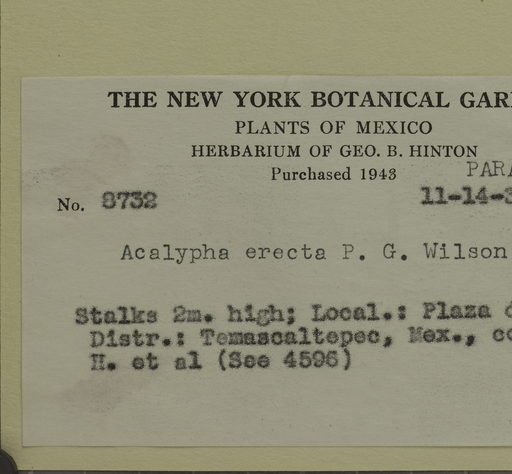 THE NEW YORK BOTANICAL GAR
PLANTS OF MEXICO
HERBARIUM OF GEO. B. HINTON
Purchased 1943
PARA
No. 8732
11-14-3
Acalypha erecta P. G. Wilson
Stalks 2m. high; Local.: Plaza d
Distr.: Temascaltepec, Mex., co
H. et al (See 4596)